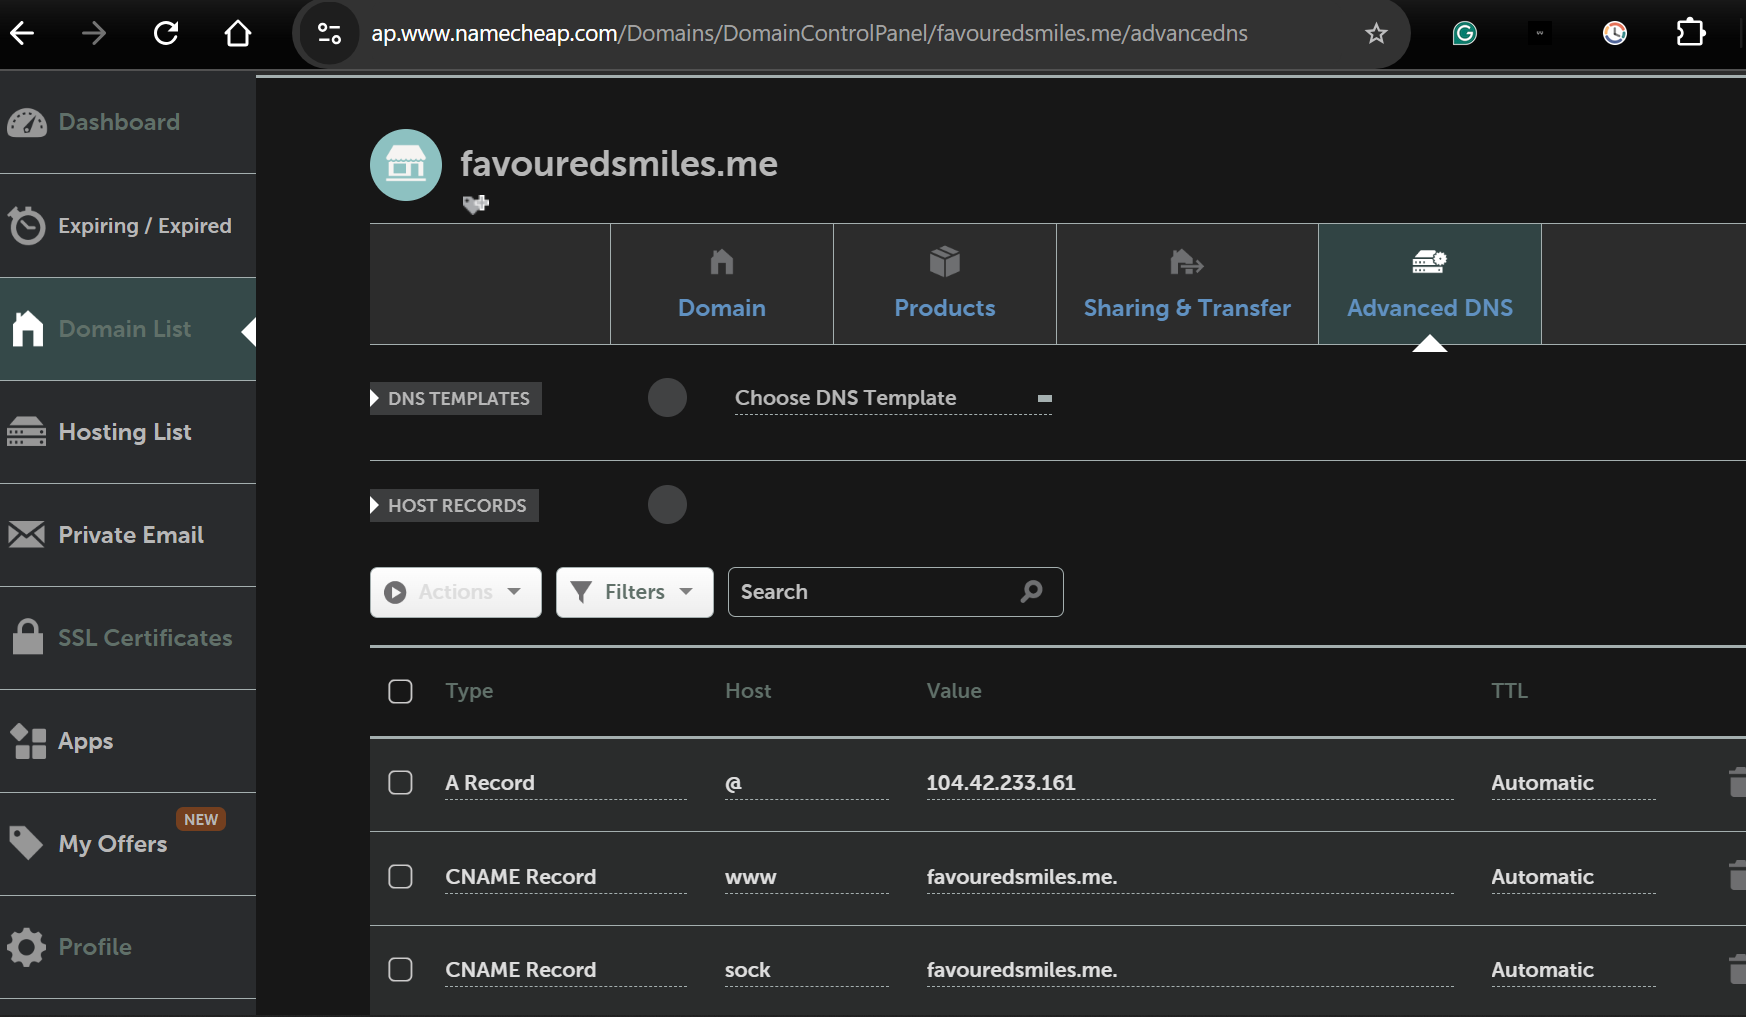 ap.www.namecheap.com/Domains/DomainControlPanel/favouredsmiles.me/advancedns
Dashboard
Expiring / Expired
Domain List
Hosting List
Private Email
SSL Certificates
Apps
NEW
My Offers
Profile
favouredsmiles.me
Domain
Products
Sharing & Transfer
Advanced DNS
DNS TEMPLATES
Choose DNS Template
HOST RECORDS
Actions
Filters
Search
Type Host Value TTL
A Record @ 104.42.233.161 Automatic
CNAME Record www favouredsmiles.me. Automatic
CNAME Record sock favouredsmiles.me. Automatic